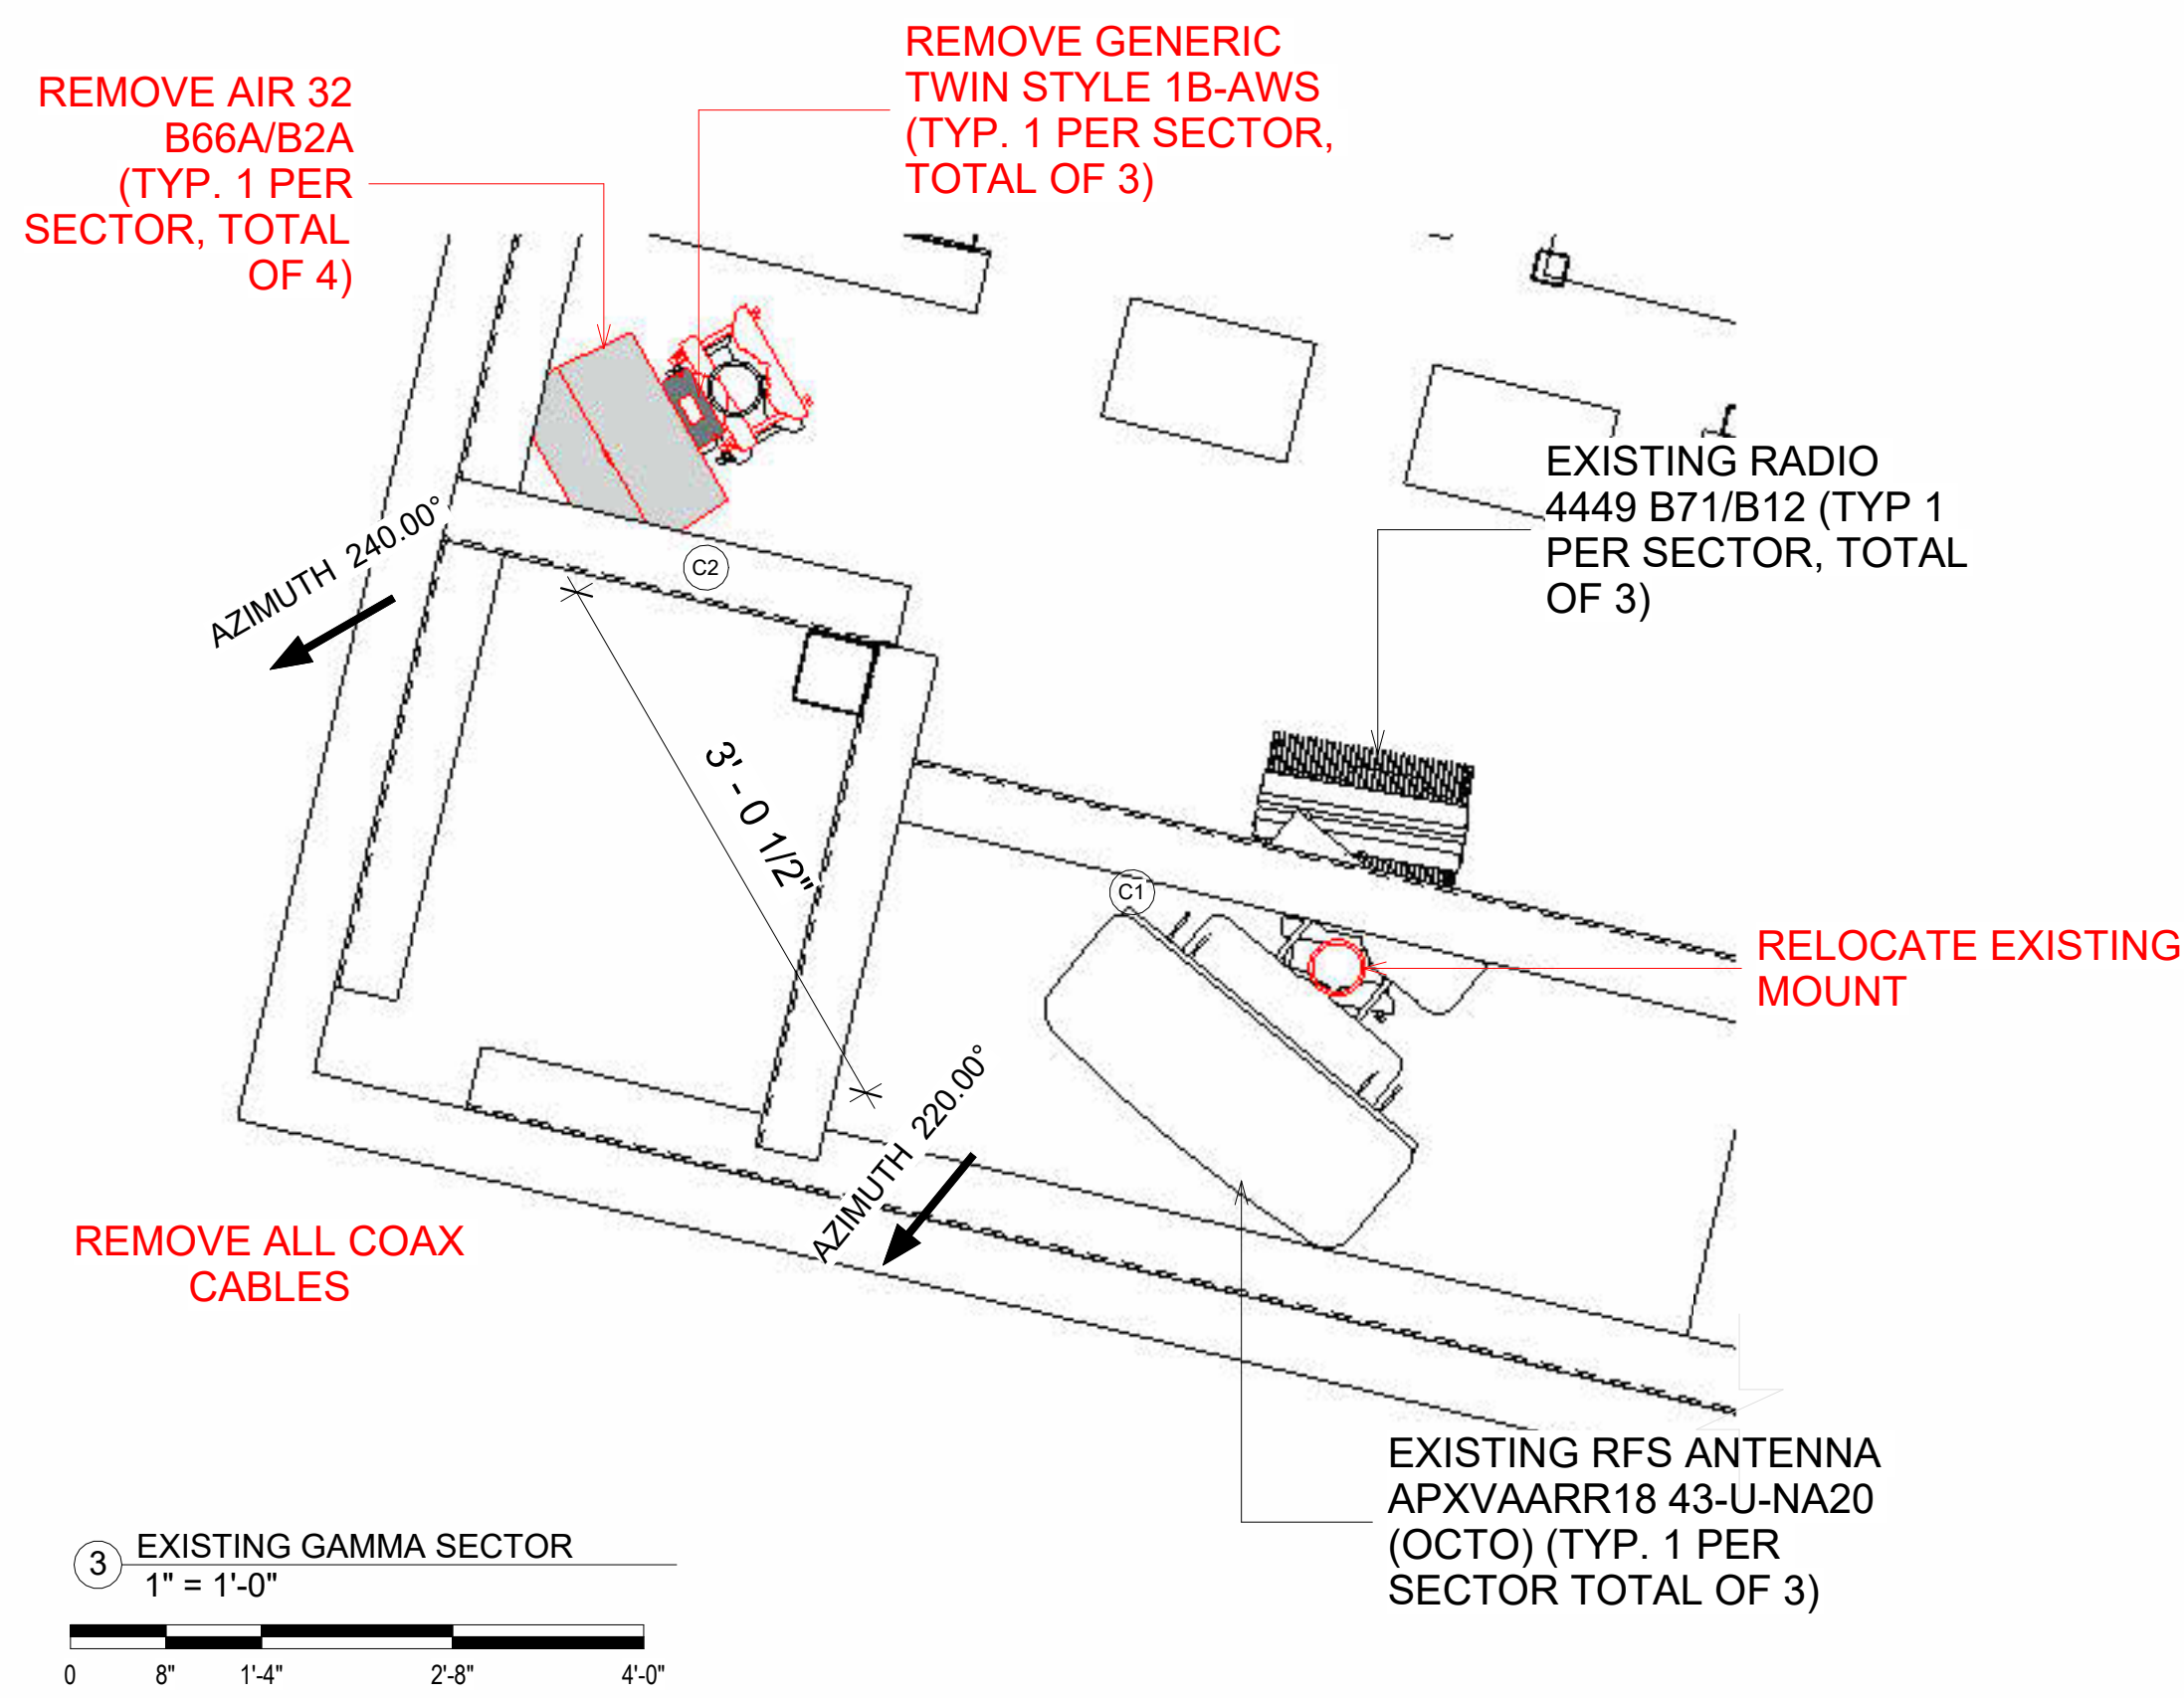 REMOVE GENERIC
TWIN STYLE 1B-AWS
(TYP. 1 PER SECTOR,
TOTAL OF 3)
REMOVE AIR 32
B66A/B2A
(TYP. 1 PER
SECTOR, TOTAL
OF 4)
EXISTING RADIO
4449 B71/B12 (TYP 1
PER SECTOR, TOTAL
OF 3)
AZIMUTH 240.00°
C2
3' - 0 1/2"
C1
RELOCATE EXISTING
MOUNT
AZIMUTH 220.00°
REMOVE ALL COAX
CABLES
EXISTING RFS ANTENNA
APXVAARR18 43-U-NA20
(OCTO) (TYP. 1 PER
SECTOR TOTAL OF 3)
3
EXISTING GAMMA SECTOR
1" = 1'-0"
0 8" 1'-4" 2'-8" 4'-0"